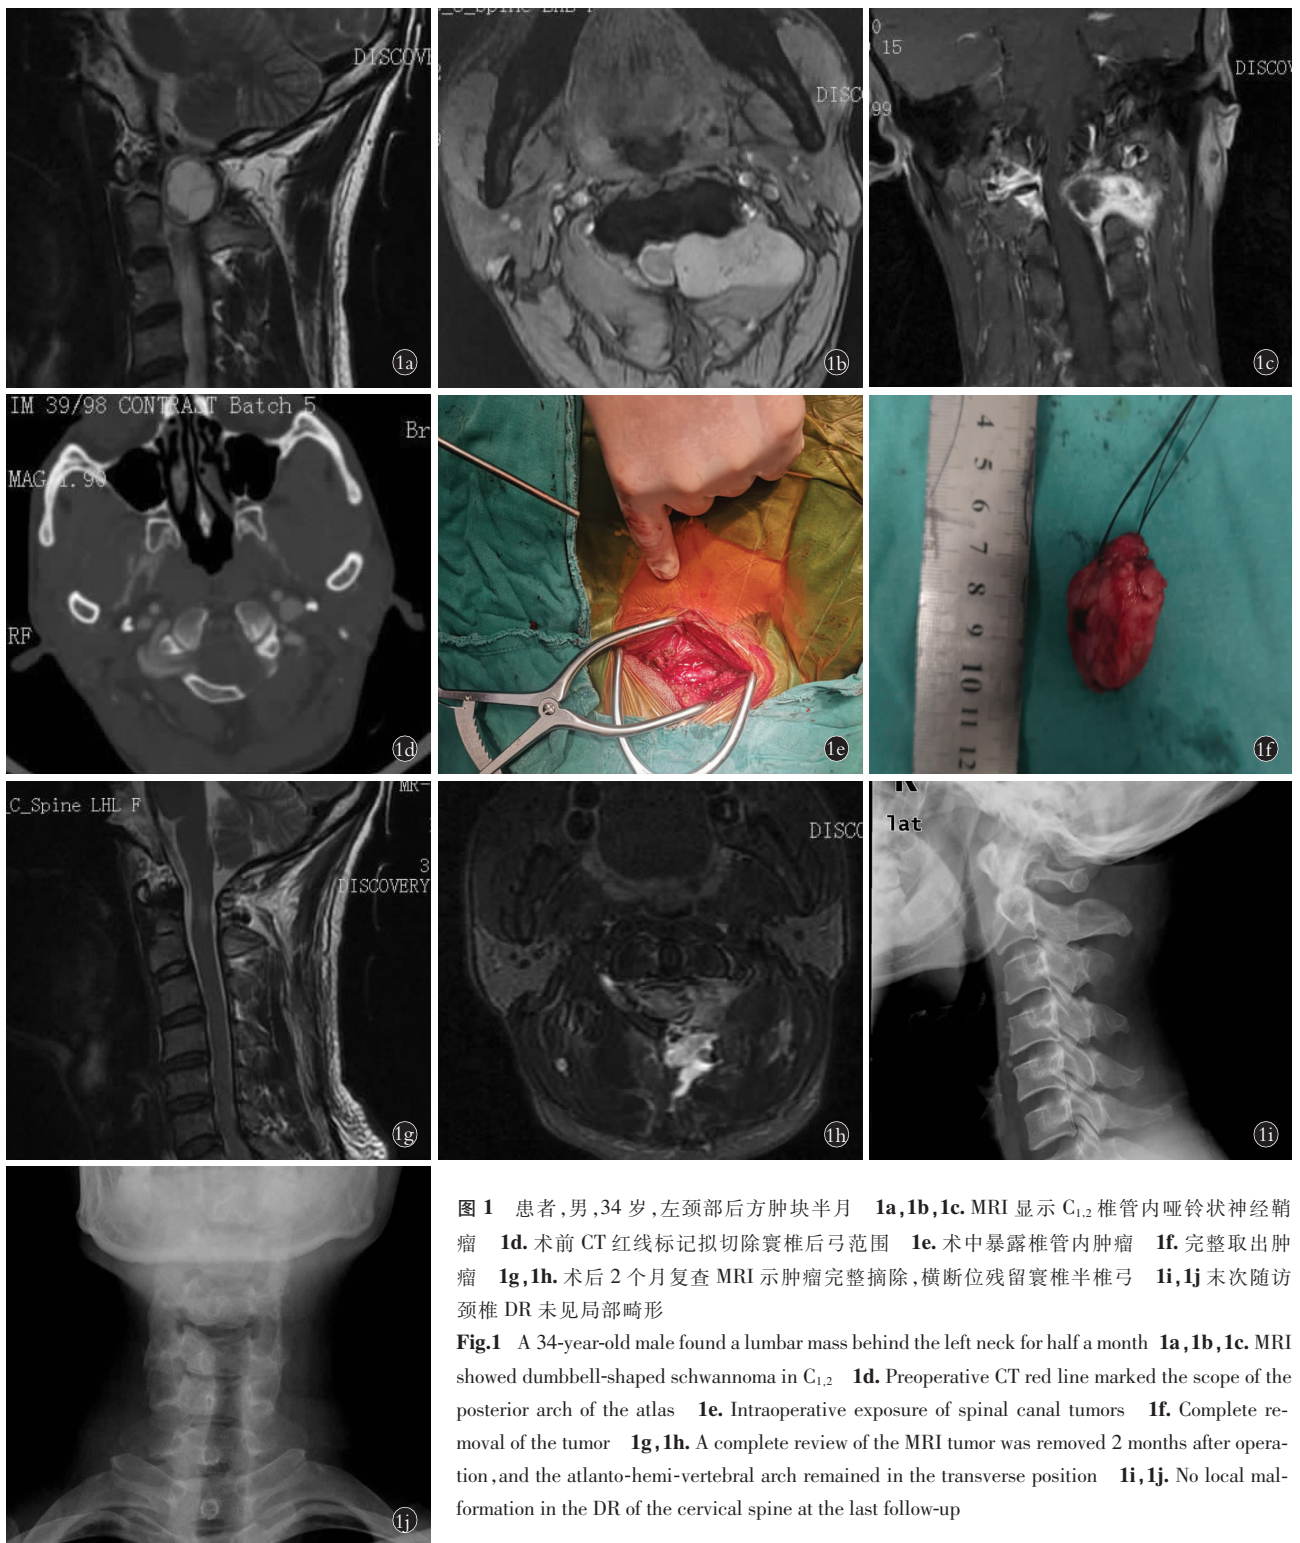 _C_Spine LHL F
DISCOVE
1a
DISC
1b
0
15
99
DISCOV
1c
IM 39/98 CONTRAST Batch 5
Br
MAG 1.90
RF
1d
1e
4
5
6
7
8
9
10
11
12
1f
_C_Spine LHL F
MR-
3
DISCOVERY
1g
DISCO
1h
R
lat
1i
1j
图 1 患者,男,34 岁,左颈部后方肿块半月 1a,1b,1c. MRI 显示 C1,2 椎管内哑铃状神经鞘
瘤 1d. 术前 CT 红线标记拟切除寰椎后弓范围 1e. 术中暴露椎管内肿瘤 1f. 完整取出肿
瘤 1g,1h. 术后 2 个月复查 MRI 示肿瘤完整摘除,横断位残留寰椎半椎弓 1i,1j 末次随访
颈椎 DR 未见局部畸形
Fig.1 A 34-year-old male found a lumbar mass behind the left neck for half a month 1a,1b,1c. MRI
showed dumbbell-shaped schwannoma in C1,2 1d. Preoperative CT red line marked the scope of the
posterior arch of the atlas 1e. Intraoperative exposure of spinal canal tumors 1f. Complete re-
moval of the tumor 1g,1h. A complete review of the MRI tumor was removed 2 months after opera-
tion,and the atlanto-hemi-vertebral arch remained in the transverse position 1i,1j. No local mal-
formation in the DR of the cervical spine at the last follow-up